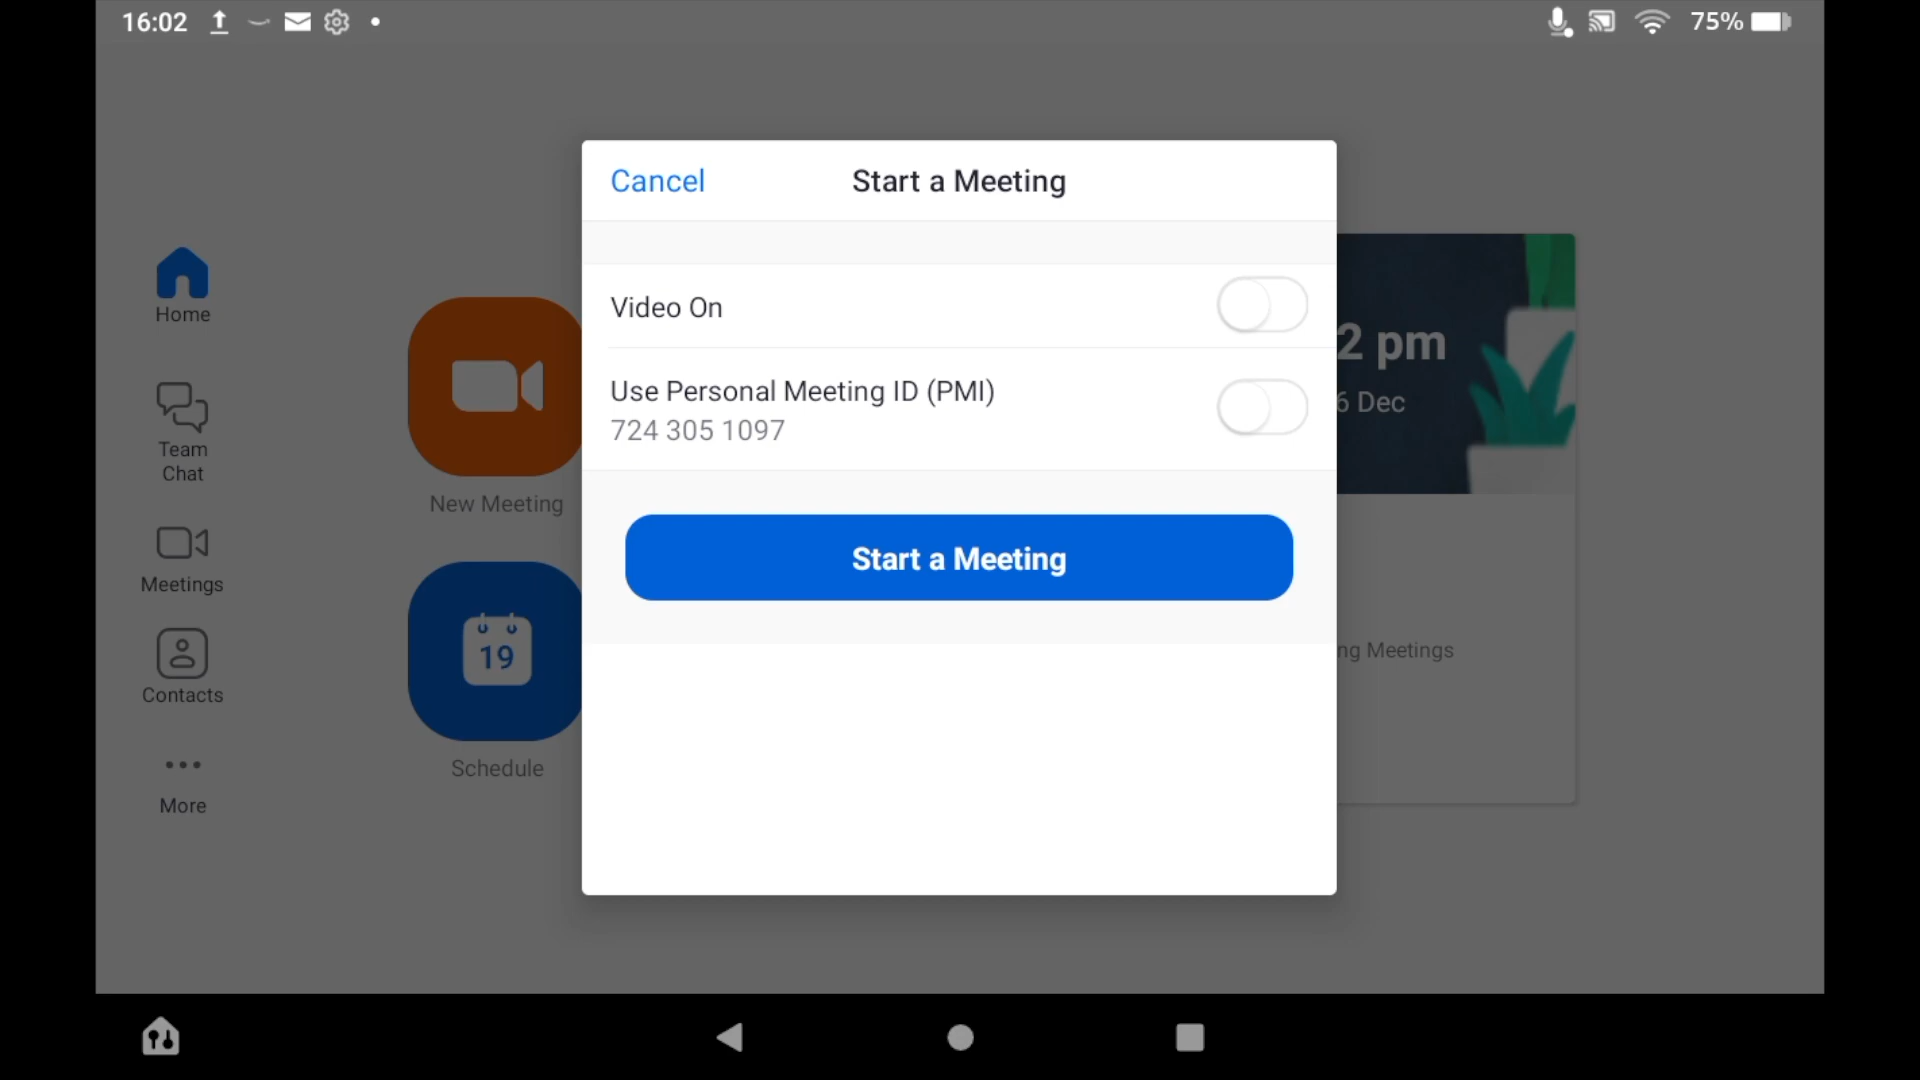 16:02
75%
Cancel
Start a Meeting
Video On
Use Personal Meeting ID (PMI)
724 305 1097
Start a Meeting
Home
Team
Chat
Meetings
Contacts
More
New Meeting
19
Schedule
2 pm
6 Dec
ng Meetings